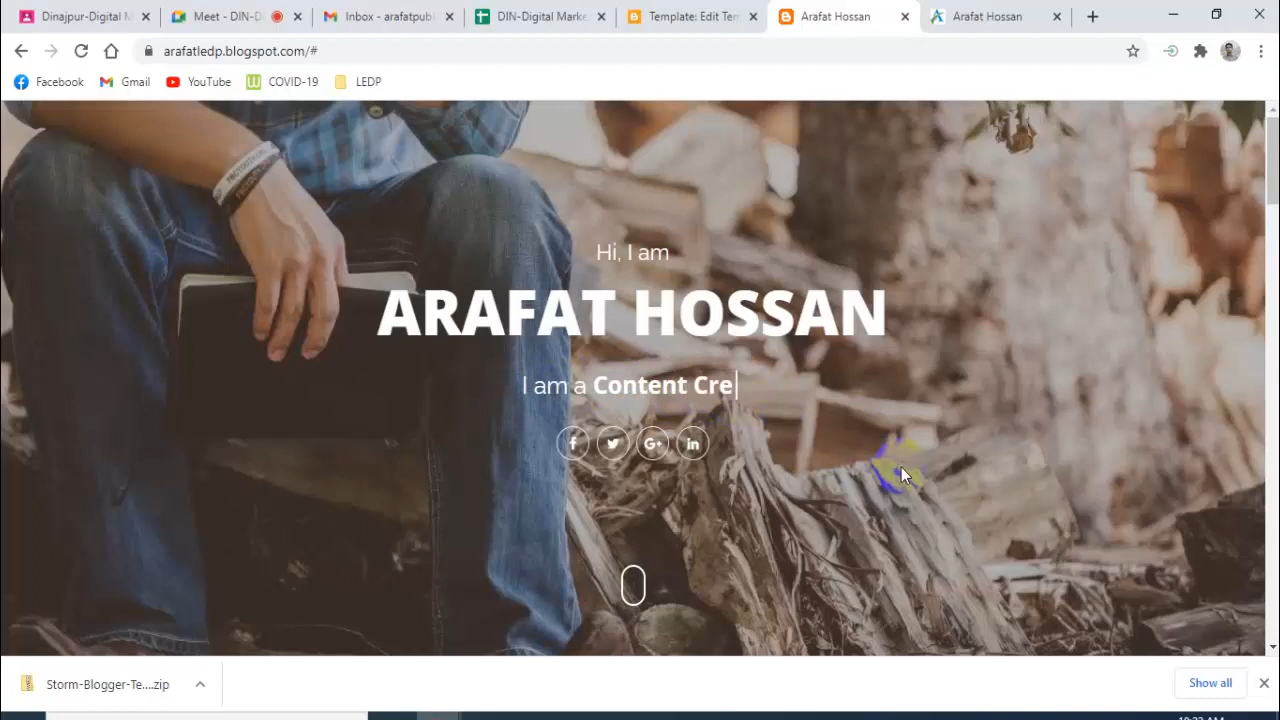 Dinajpur-Digital M
Meet - DIN-D
Inbox - arafatpub
DIN-Digital Marke
Template: Edit Ten
Arafat Hossan
Arafat Hossan
arafatledp.blogspot.com/#
Facebook
Gmail
YouTube
COVID-19
LEDP
Hi, I am
ARAFAT HOSSAN
I am a Content Cre
Storm-Blogger-Te....zip
Show all